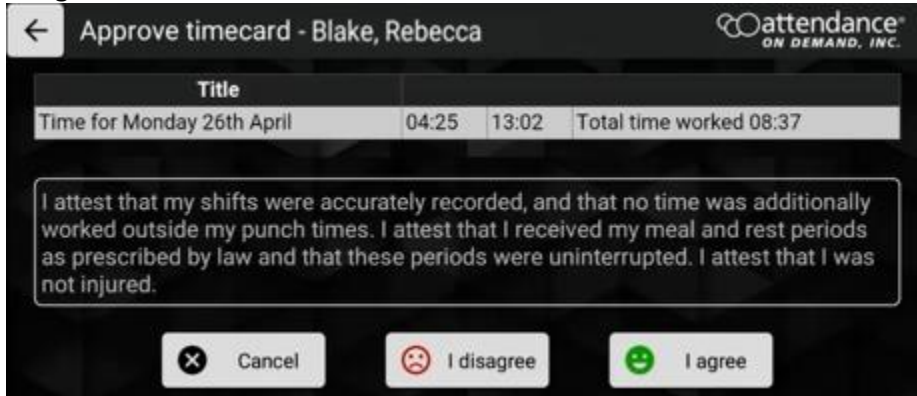 Approve timecard - Blake, Rebecca
attendance®
ON DEMAND, INC.
Title
Time for Monday 26th April 04:25 13:02 Total time worked 08:37
I attest that my shifts were accurately recorded, and that no time was additionally
worked outside my punch times. I attest that I received my meal and rest periods
as prescribed by law and that these periods were uninterrupted. I attest that I was
not injured.
Cancel
I disagree
I agree